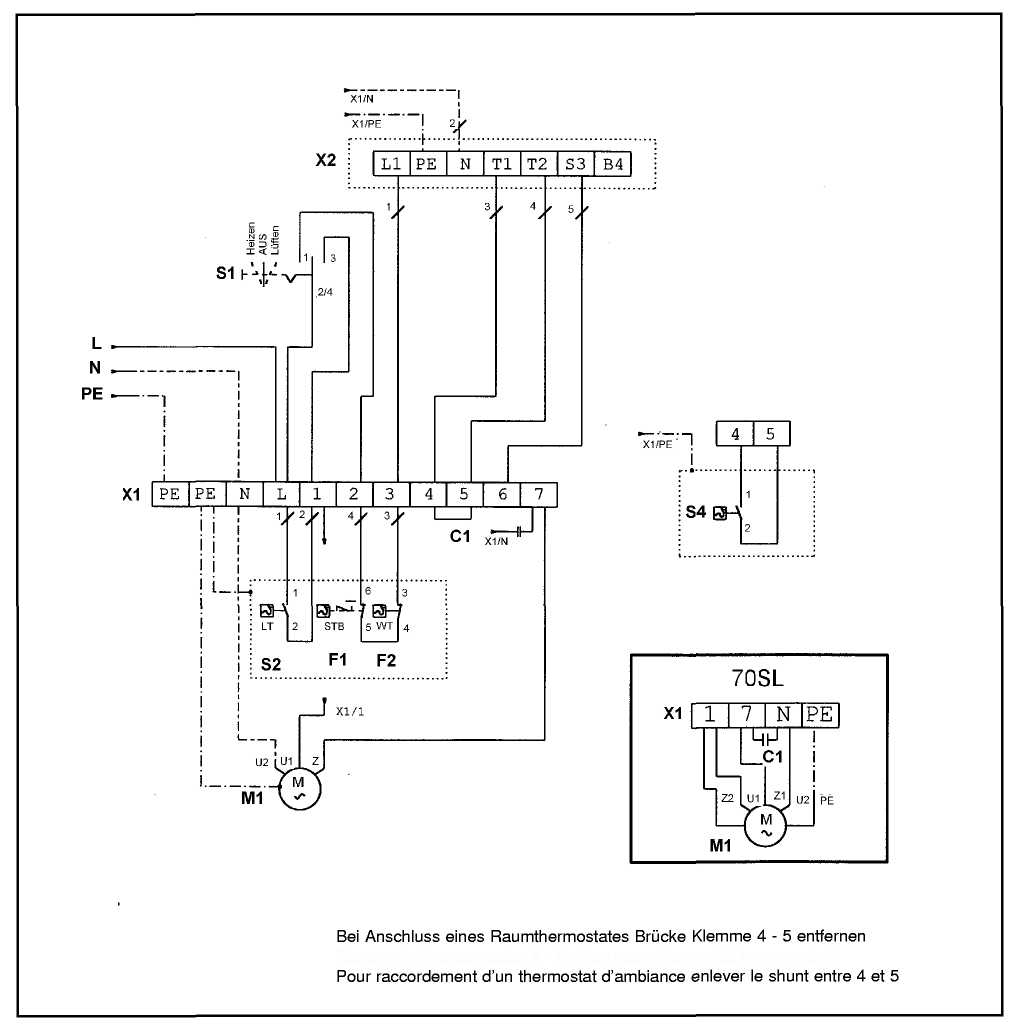 X1/N
X1/PE
2
X2
L1 PE N T1 T2 S3 B4
1 3 4 5
Heizen
AUS
Lüften
S1
1 3
2/4
L
N
PE
X1
PE PE N L 1 2 3 4 5 6 7
1 2 4 3
C1
X1/N
1 6 3
LT STB WT
2 5 4
S2 F1 F2
X1/1
U2 U1 Z
M
~
M1
4 5
X1/PE
1
S4
2
70SL
X1
1 7 N PE
C1
Z2 U1 Z1 U2 PE
M
~
M1
Bei Anschluss eines Raumthermostates Brücke Klemme 4 - 5 entfernen
Pour raccordement d'un thermostat d'ambiance enlever le shunt entre 4 et 5